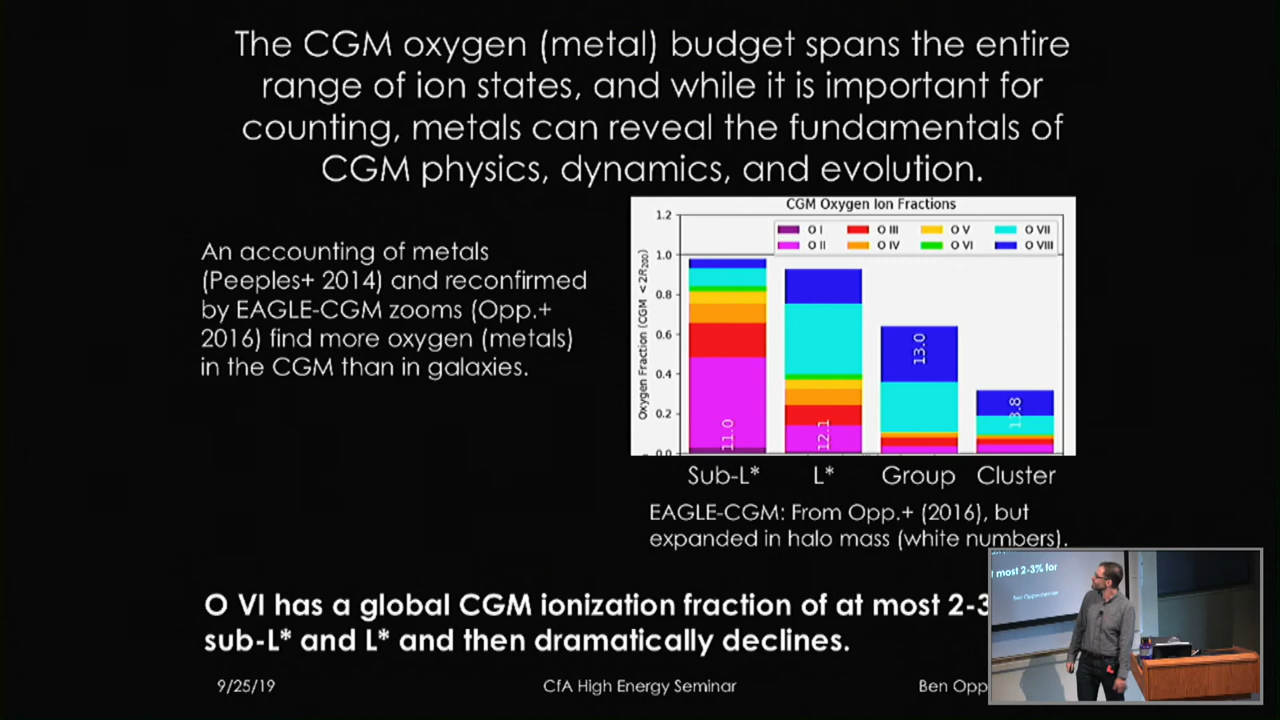 The CGM oxygen (metal) budget spans the entire
range of ion states, and while it is important for
counting, metals can reveal the fundamentals of
CGM physics, dynamics, and evolution.
An accounting of metals
(Peeples+ 2014) and reconfirmed
by EAGLE-CGM zooms (Opp.+
2016) find more oxygen (metals)
in the CGM than in galaxies.
CGM Oxygen Ion Fractions
O I O III O V O VII
O II O IV O VI O VIII
Oxygen Fraction (CGM < 2R200)
1.2
1.0
0.8
0.6
0.4
0.2
0.0
11.0
12.1
13.0
13.8
Sub-L* L* Group Cluster
EAGLE-CGM: From Opp.+ (2016), but
expanded in halo mass (white numbers).
O VI has a global CGM ionization fraction of at most 2-3
sub-L* and L* and then dramatically declines.
9/25/19 CfA High Energy Seminar Ben Opp
t most 2-3% for
Ben Oppenheimer